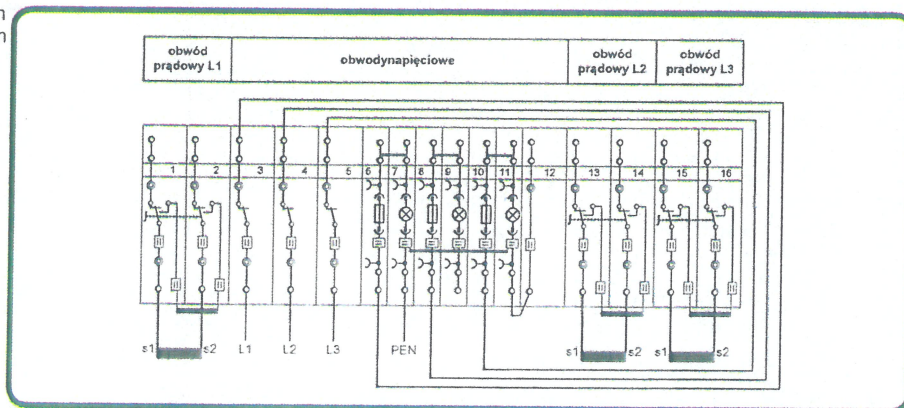 obwód
prądowy L1
obwodynapięciowe
obwód
prądowy L2
obwód
prądowy L3
1 2 3 4 5 6 7 8 9 10 11 12 13 14 15 16
s1 s2 L1 L2 L3 PEN s1 s2 s1 s2